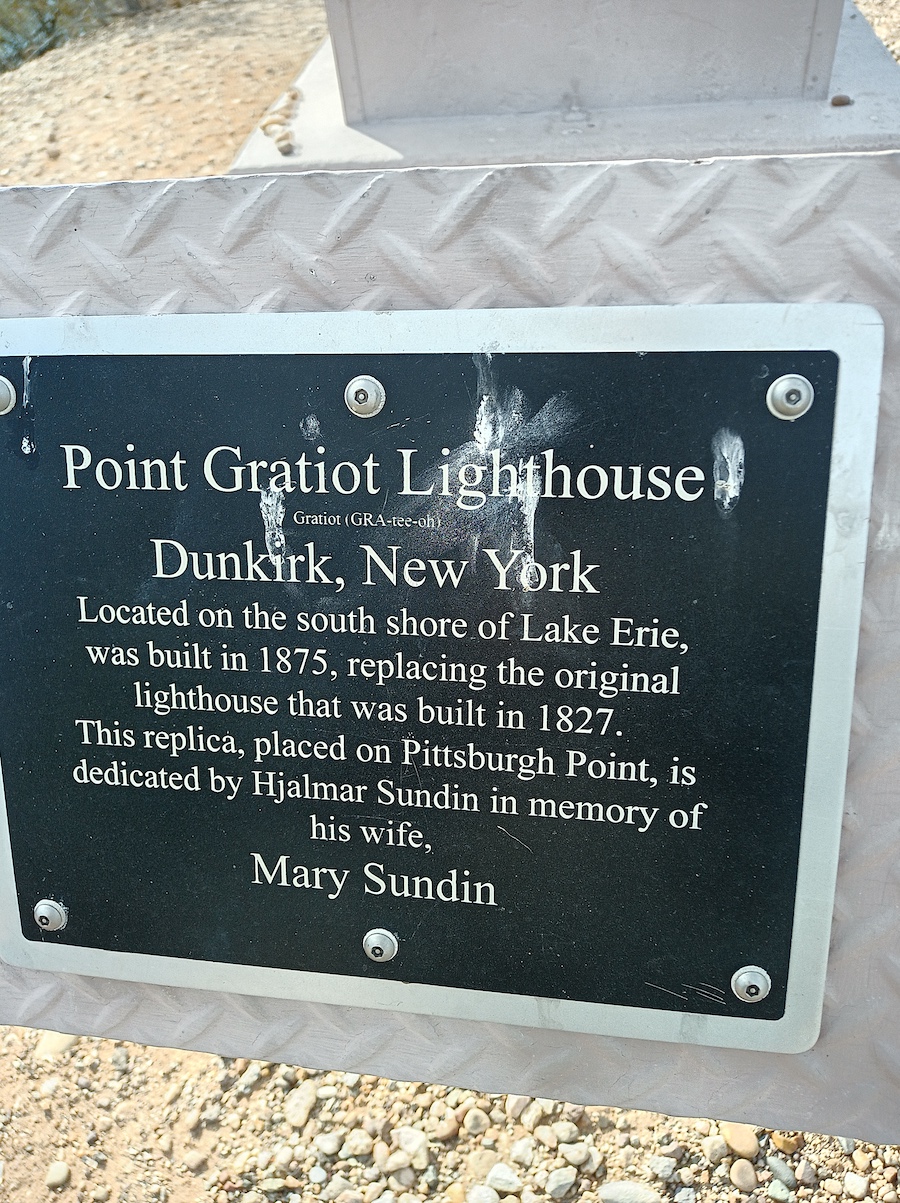 Point Gratiot Lighthouse
Gratiot (GRA-tee-oh)
Dunkirk, New York
Located on the south shore of Lake Erie,
was built in 1875, replacing the original
lighthouse that was built in 1827.
This replica, placed on Pittsburgh Point, is
dedicated by Hjalmar Sundin in memory of
his wife,
Mary Sundin